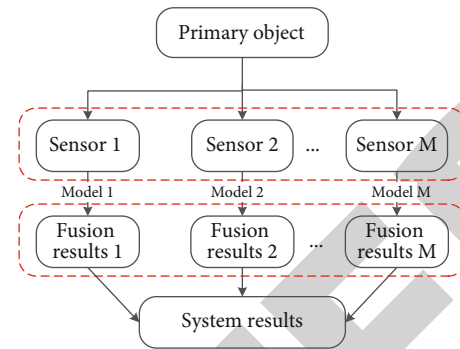 Primary object
Sensor 1 Sensor 2 ... Sensor M
Model 1 Model 2 Model M
Fusion Fusion ... Fusion
results 1 results 2 results M
System results